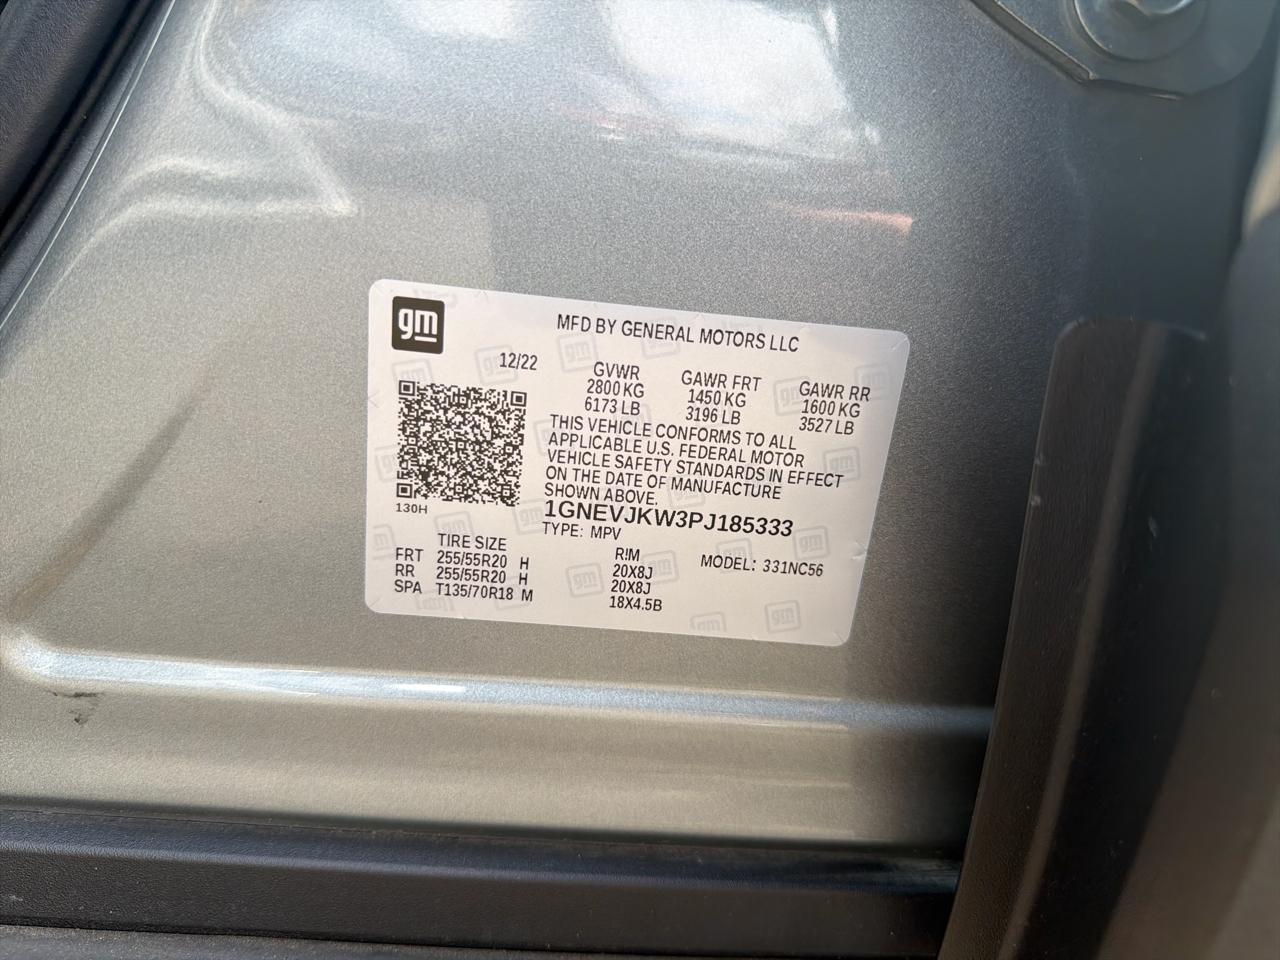 gm
MFD BY GENERAL MOTORS LLC
12/22
GVWR GAWR FRT GAWR RR
2800 KG 1450 KG 1600 KG
6173 LB 3196 LB 3527 LB
THIS VEHICLE CONFORMS TO ALL
APPLICABLE U.S. FEDERAL MOTOR
VEHICLE SAFETY STANDARDS IN EFFECT
ON THE DATE OF MANUFACTURE
SHOWN ABOVE.
130H
1GNEVJKW3PJ185333
TYPE: MPV
TIRE SIZE RIM MODEL: 331NC56
FRT 255/55R20 H 20X8J
RR 255/55R20 H 20X8J
SPA T135/70R18 M 18X4.5B